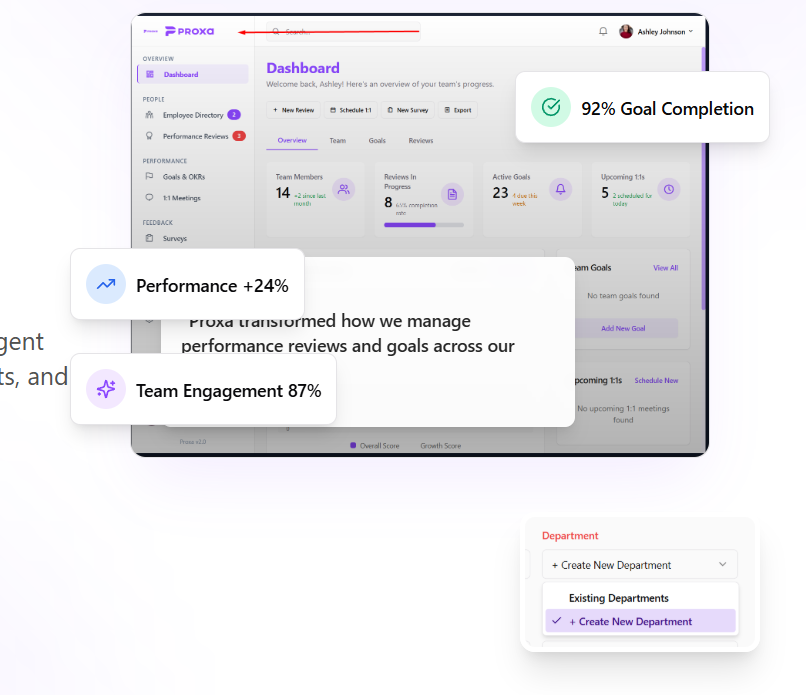 PROXA
Search...
Ashley Johnson
OVERVIEW
Dashboard
PEOPLE
Employee Directory 2
Performance Reviews 3
PERFORMANCE
Goals & OKRs
1:1 Meetings
FEEDBACK
Surveys
Proxa v2.0
Dashboard
Welcome back, Ashley! Here's an overview of your team's progress.
+ New Review
Schedule 1:1
New Survey
Export
Overview
Team
Goals
Reviews
Team Members
14 +2 since last
month
Reviews In
Progress
8 65% completion
rate
Active Goals
23 4 due this
week
Upcoming 1:1s
5 2 scheduled for
today
92% Goal Completion
Performance +24%
"Proxa transformed how we manage
performance reviews and goals across our
Team Engagement 87%
gent
ts, and
am Goals
View All
No team goals found
Add New Goal
pcoming 1:1s
Schedule New
No upcoming 1:1 meetings
found
0
Overall Score
Growth Score
Department
+ Create New Department
Existing Departments
+ Create New Department